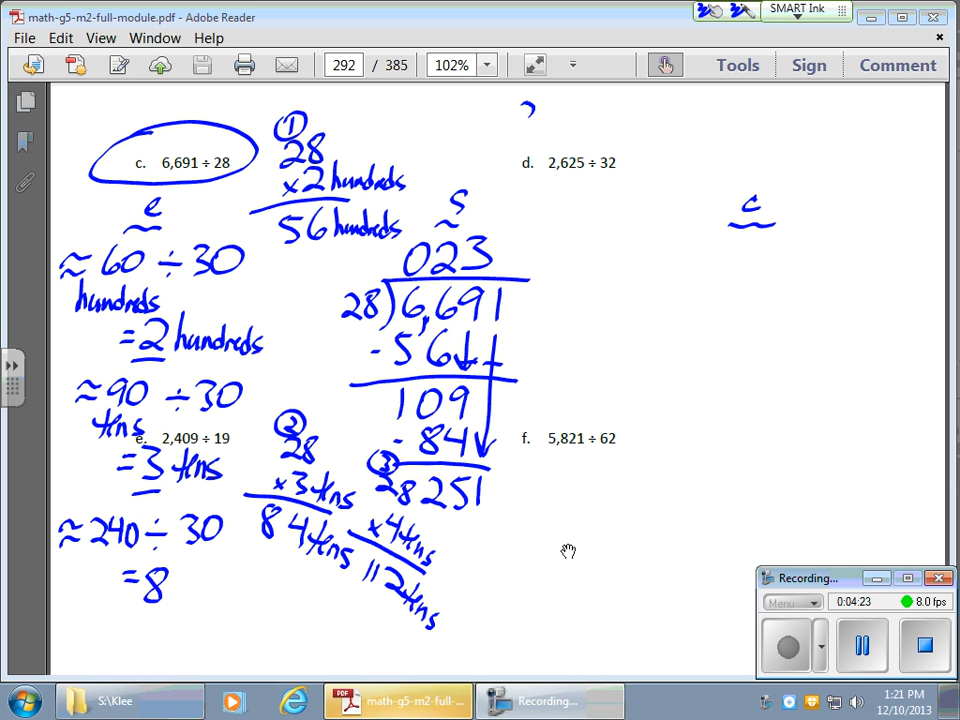 math-g5-m2-full-module.pdf - Adobe Reader
SMART Ink
File Edit View Window Help
292 / 385 102% Tools Sign Comment
c. 6,691 ÷ 28
d. 2,625 ÷ 32
①
28
×2 hundreds
56 hundreds
e
≈60 ÷ 30
hundreds
=2 hundreds
≈90 ÷30
tens
=3 tens
≈240 ÷ 30
=8
s
023
28)6,691
-56
109
-84
251
e. 2,409 ÷ 19
f. 5,821 ÷ 62
②
28
×3 tens
84 tens
③
28
×4 tens
112 tens
e
Recording...
Menu
0:04:23
8.0 fps
S:\Klee
math-g5-m2-full-...
Recording...
1:21 PM
12/10/2013